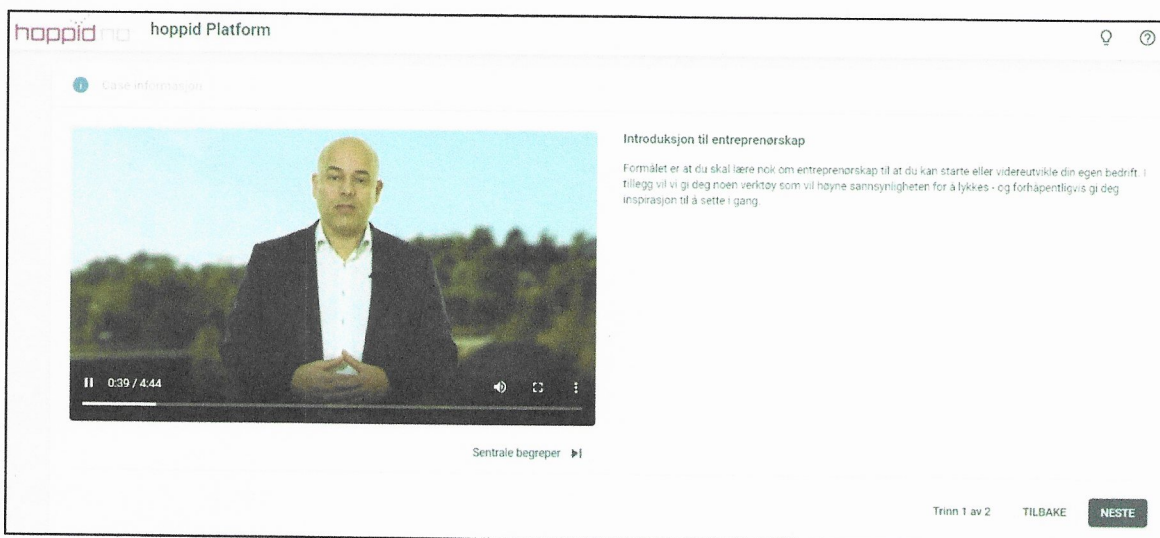 hoppid.no hoppid Platform
Case informasjon
Introduksjon til entreprenørskap
Formålet er at du skal lære nok om entreprenørskap til at du kan starte eller videreutvikle din egen bedrift. I
tillegg vil vi gi deg noen verktøy som vil høyne sannsynligheten for å lykkes - og forhåpentligvis gi deg
inspirasjon til å sette i gang.
0:39 / 4:44
Sentrale begreper
Trinn 1 av 2 TILBAKE NESTE